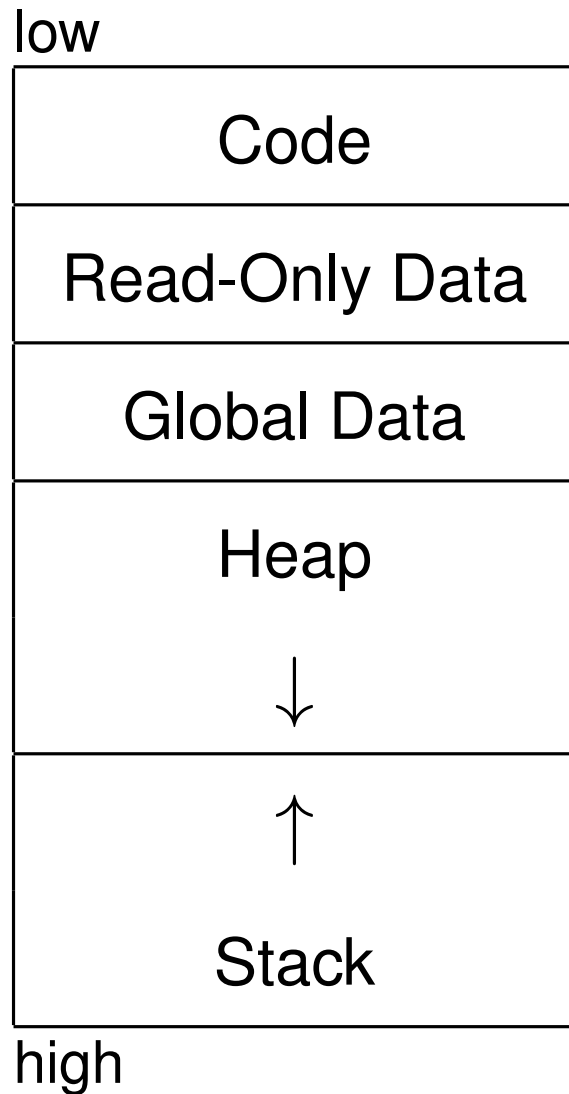 low
Code
Read-Only Data
Global Data
Heap
↓
↑
Stack
high